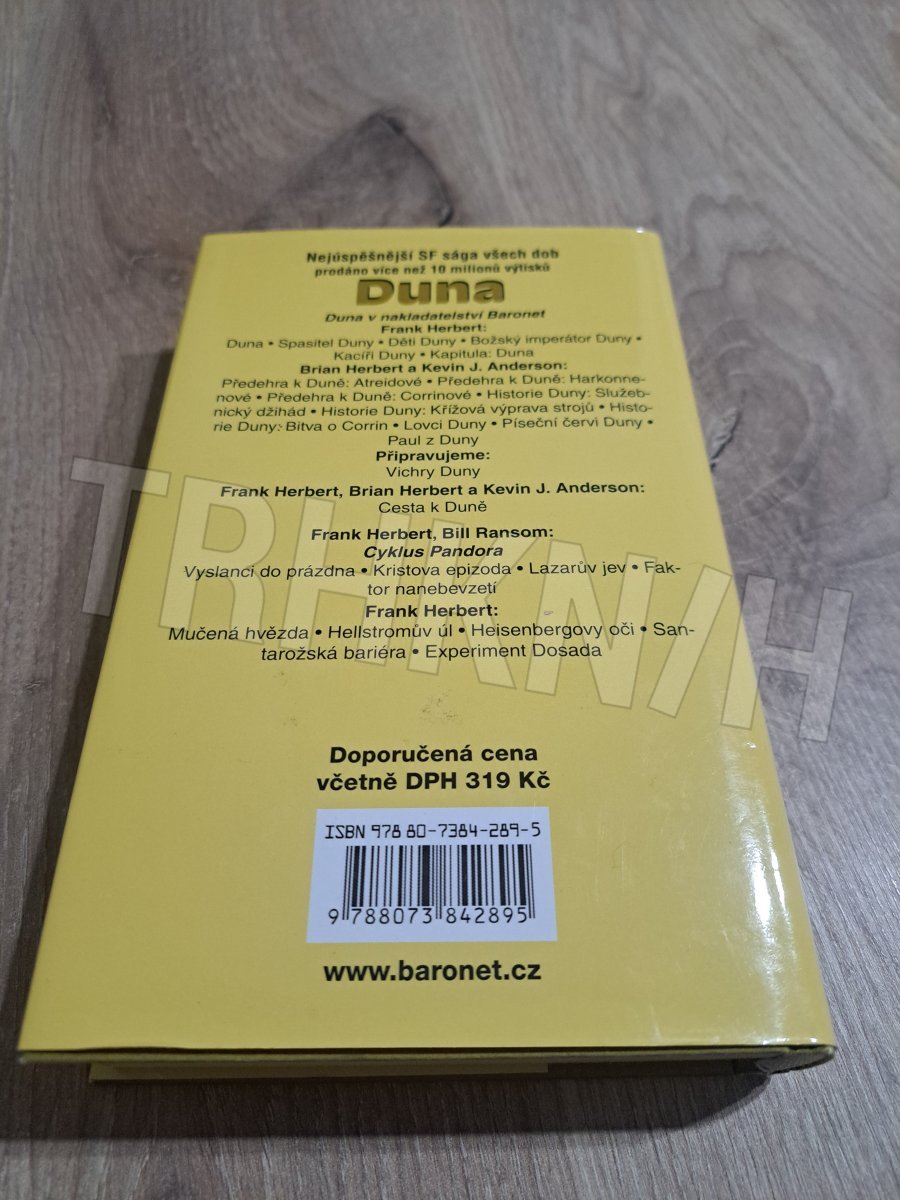 Nejúspěšnější SF sága všech dob
prodáno více než 10 milionů výtisků
Duna
Duna v nakladatelství Baronet
Frank Herbert:
Duna • Spasitel Duny • Děti Duny • Božský imperátor Duny •
Kacíři Duny • Kapitula: Duna
Brian Herbert a Kevin J. Anderson:
Předehra k Duně: Atreidové • Předehra k Duně: Harkonne-
nové • Předehra k Duně: Corrinové • Historie Duny: Služeb-
nický džihád • Historie Duny: Křížová výprava strojů • Histo-
rie Duny: Bitva o Corrin • Lovci Duny • Píseční červi Duny •
Paul z Duny
Připravujeme:
Vichry Duny
Frank Herbert, Brian Herbert a Kevin J. Anderson:
Cesta k Duně
Frank Herbert, Bill Ransom:
Cyklus Pandora
Vyslanci do prázdna • Kristova epizoda • Lazarův jev • Fak-
tor nanebevzetí
Frank Herbert:
Mučená hvězda • Hellstromův úl • Heisenbergovy oči • San-
tarožská bariéra • Experiment Dosada
TRHKNIH
Doporučená cena
včetně DPH 319 Kč
ISBN 978 80-7384-289-5
9 788073 842895
www.baronet.cz